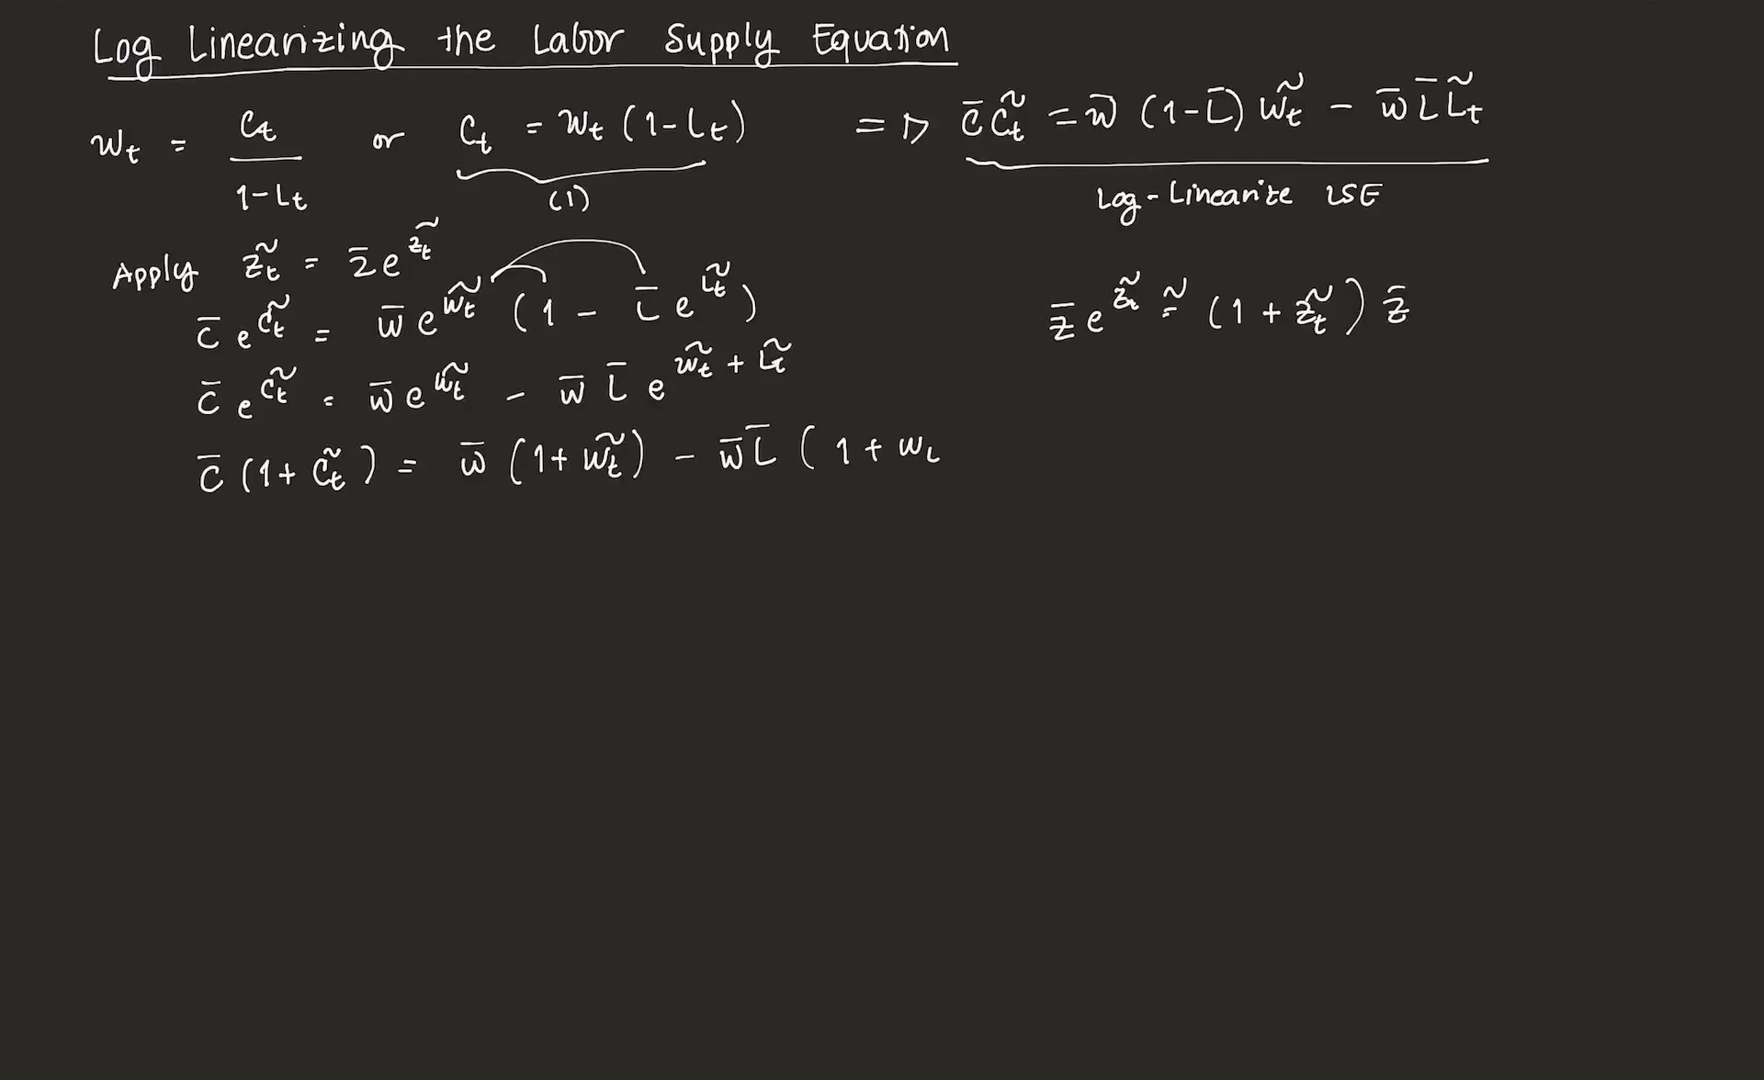 Log Linearizing the Labor Supply Equation
w_t = C_t / (1-L_t) or C_t = w_t (1-L_t) => C̄ C̃_t = w̄ (1-L̄) w̃_t - w̄ L̄ L̃_t
(1) Log-Linearize LSE
Apply z̃_t = z̄ e^{z̃_t}
C̄ e^{C̃_t} = w̄ e^{w̃_t} (1 - L̄ e^{L̃_t}) z̄ e^{z̃_t} ≅ (1 + z̃_t) z̄
C̄ e^{C̃_t} = w̄ e^{w̃_t} - w̄ L̄ e^{w̃_t + L̃_t}
C̄ (1 + C̃_t) = w̄ (1 + w̃_t) - w̄ L̄ (1 + w